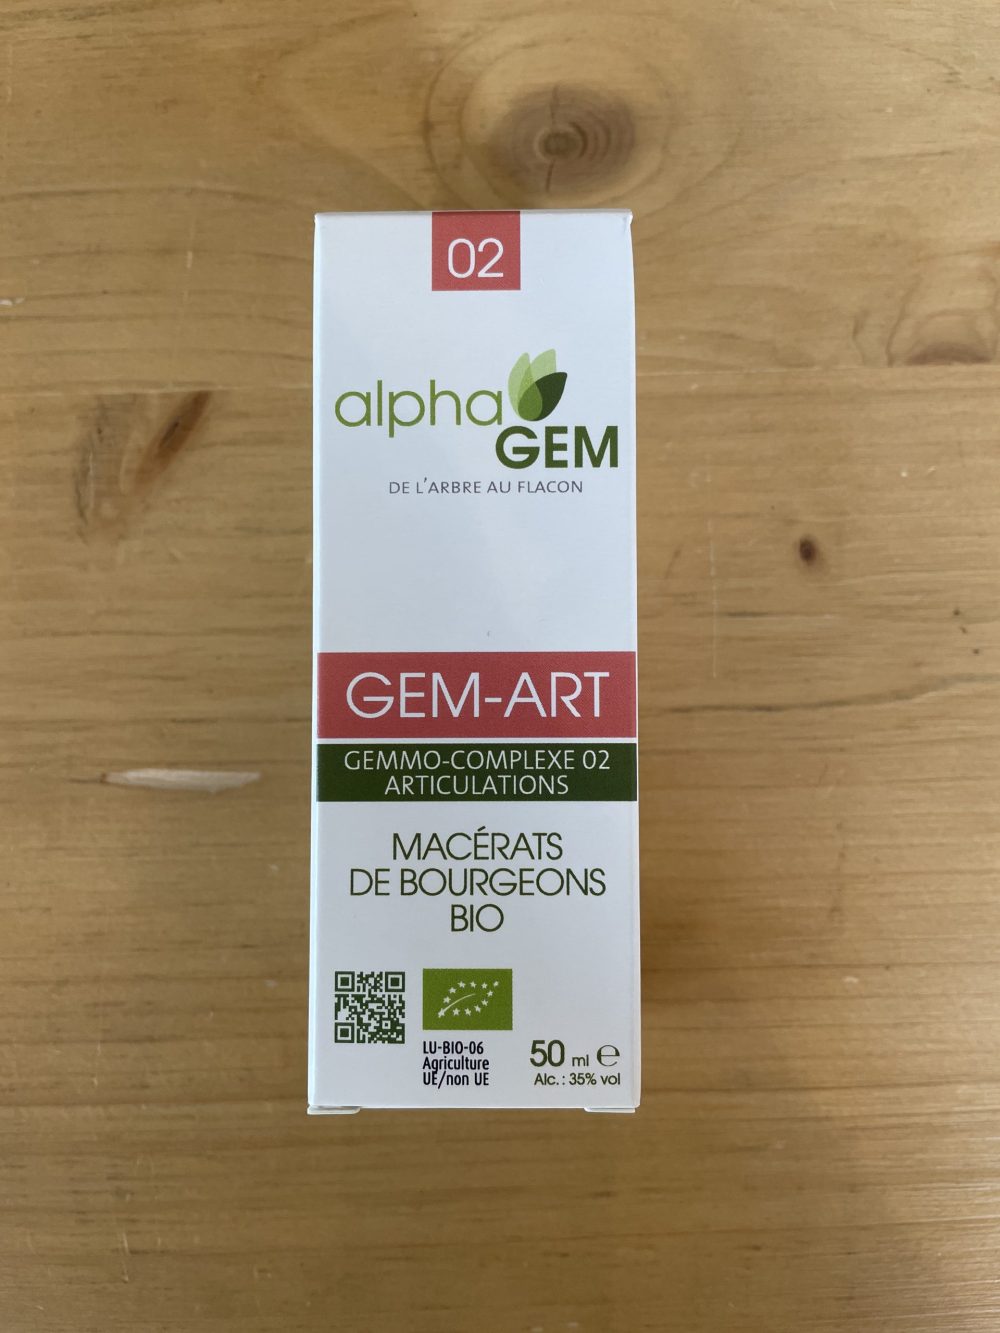 02
alpha
GEM
DE L'ARBRE AU FLACON
GEM-ART
GEMMO-COMPLEXE 02
ARTICULATIONS
MACÉRATS
DE BOURGEONS
BIO
LU-BIO-06
Agriculture
UE/non UE
50 ml e
Alc.: 35% vol